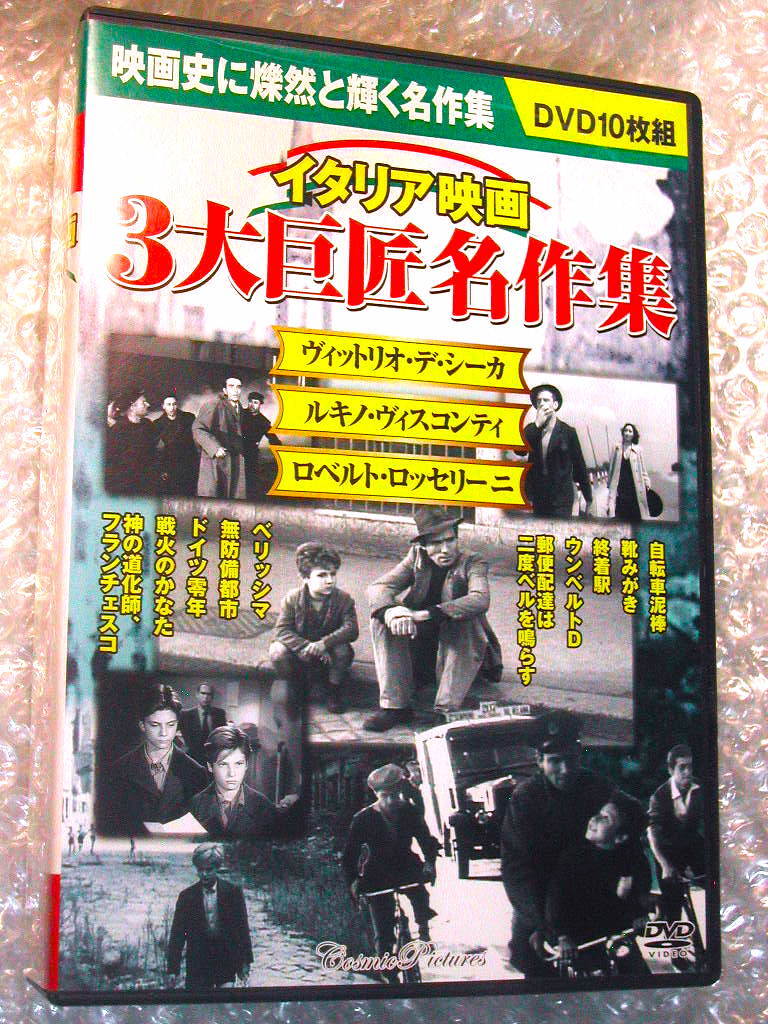 映画史に燦然と輝く名作集
DVD10枚組
イタリア映画
3大巨匠名作集
ヴィットリオ・デ・シーカ
ルキノ・ヴィスコンティ
ロベルト・ロッセリーニ
自転車泥棒
靴みがき
終着駅
ウンベルトD
郵便配達は
二度ベルを鳴らす
ベリッシマ
無防備都市
ドイツ零年
戦火のかなた
神の道化師、
フランチェスコ
Cosmic Pictures
DVD
VIDEO